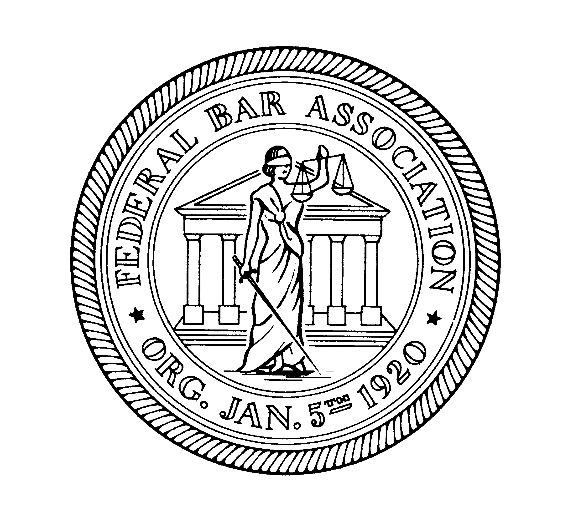 FEDERAL BAR ASSOCIATION
ORG. JAN. 5TH 1920